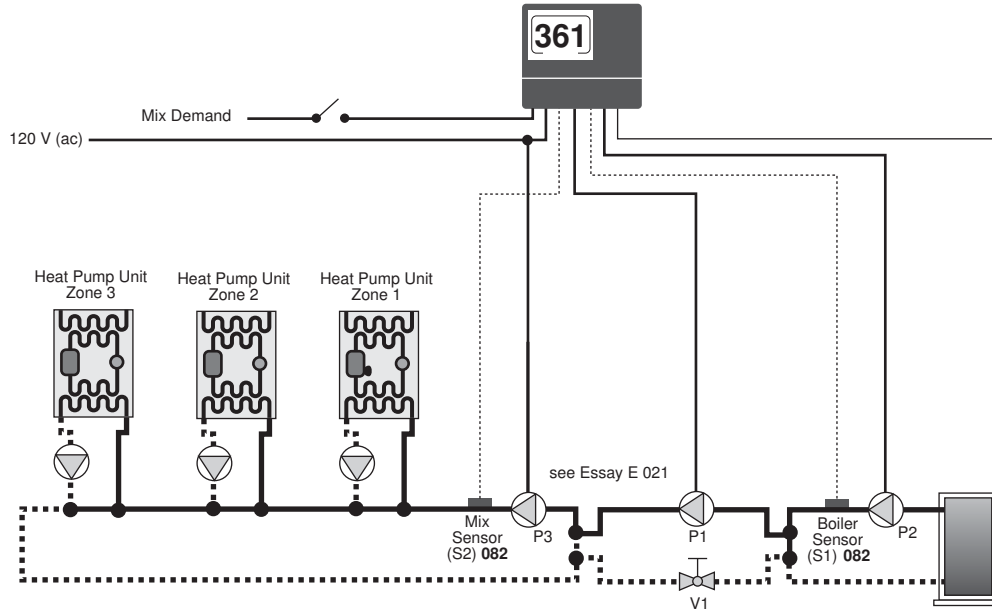 361
Mix Demand
120 V (ac)
Heat Pump Unit
Zone 3
Heat Pump Unit
Zone 2
Heat Pump Unit
Zone 1
see Essay E 021
Mix
Sensor
(S2) 082
P3
P1
Boiler
Sensor
(S1) 082
P2
V1